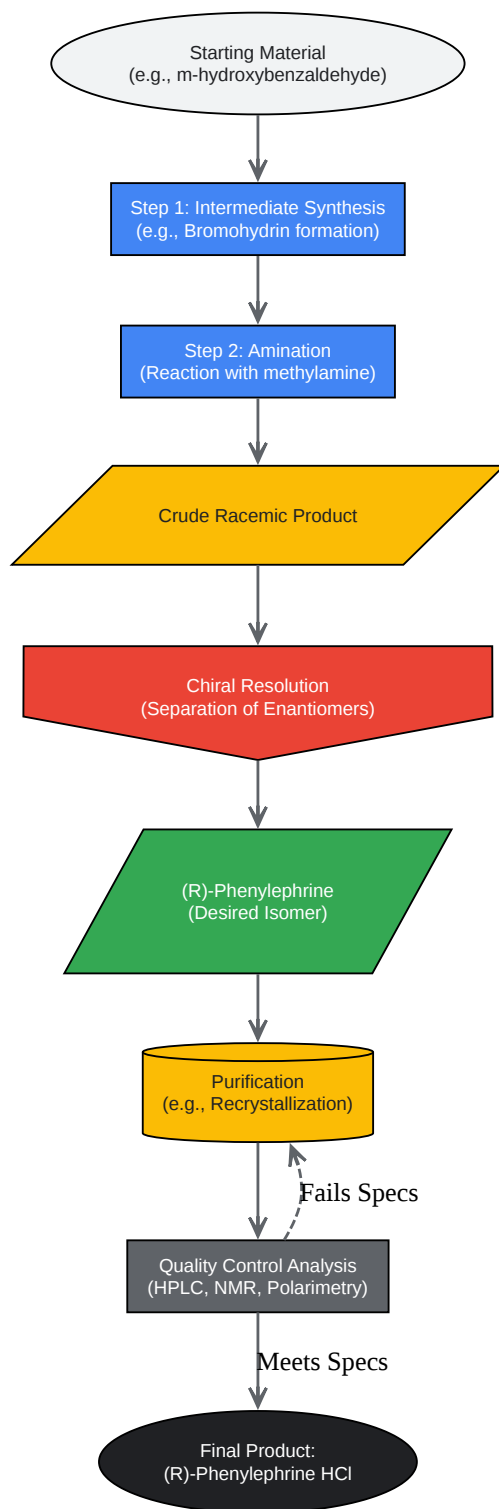 Starting Material
(e.g., m-hydroxybenzaldehyde)
Step 1: Intermediate Synthesis
(e.g., Bromohydrin formation)
Step 2: Amination
(Reaction with methylamine)
Crude Racemic Product
Chiral Resolution
(Separation of Enantiomers)
(R)-Phenylephrine
(Desired Isomer)
Purification
(e.g., Recrystallization)
Fails Specs
Quality Control Analysis
(HPLC, NMR, Polarimetry)
Meets Specs
Final Product:
(R)-Phenylephrine HCl